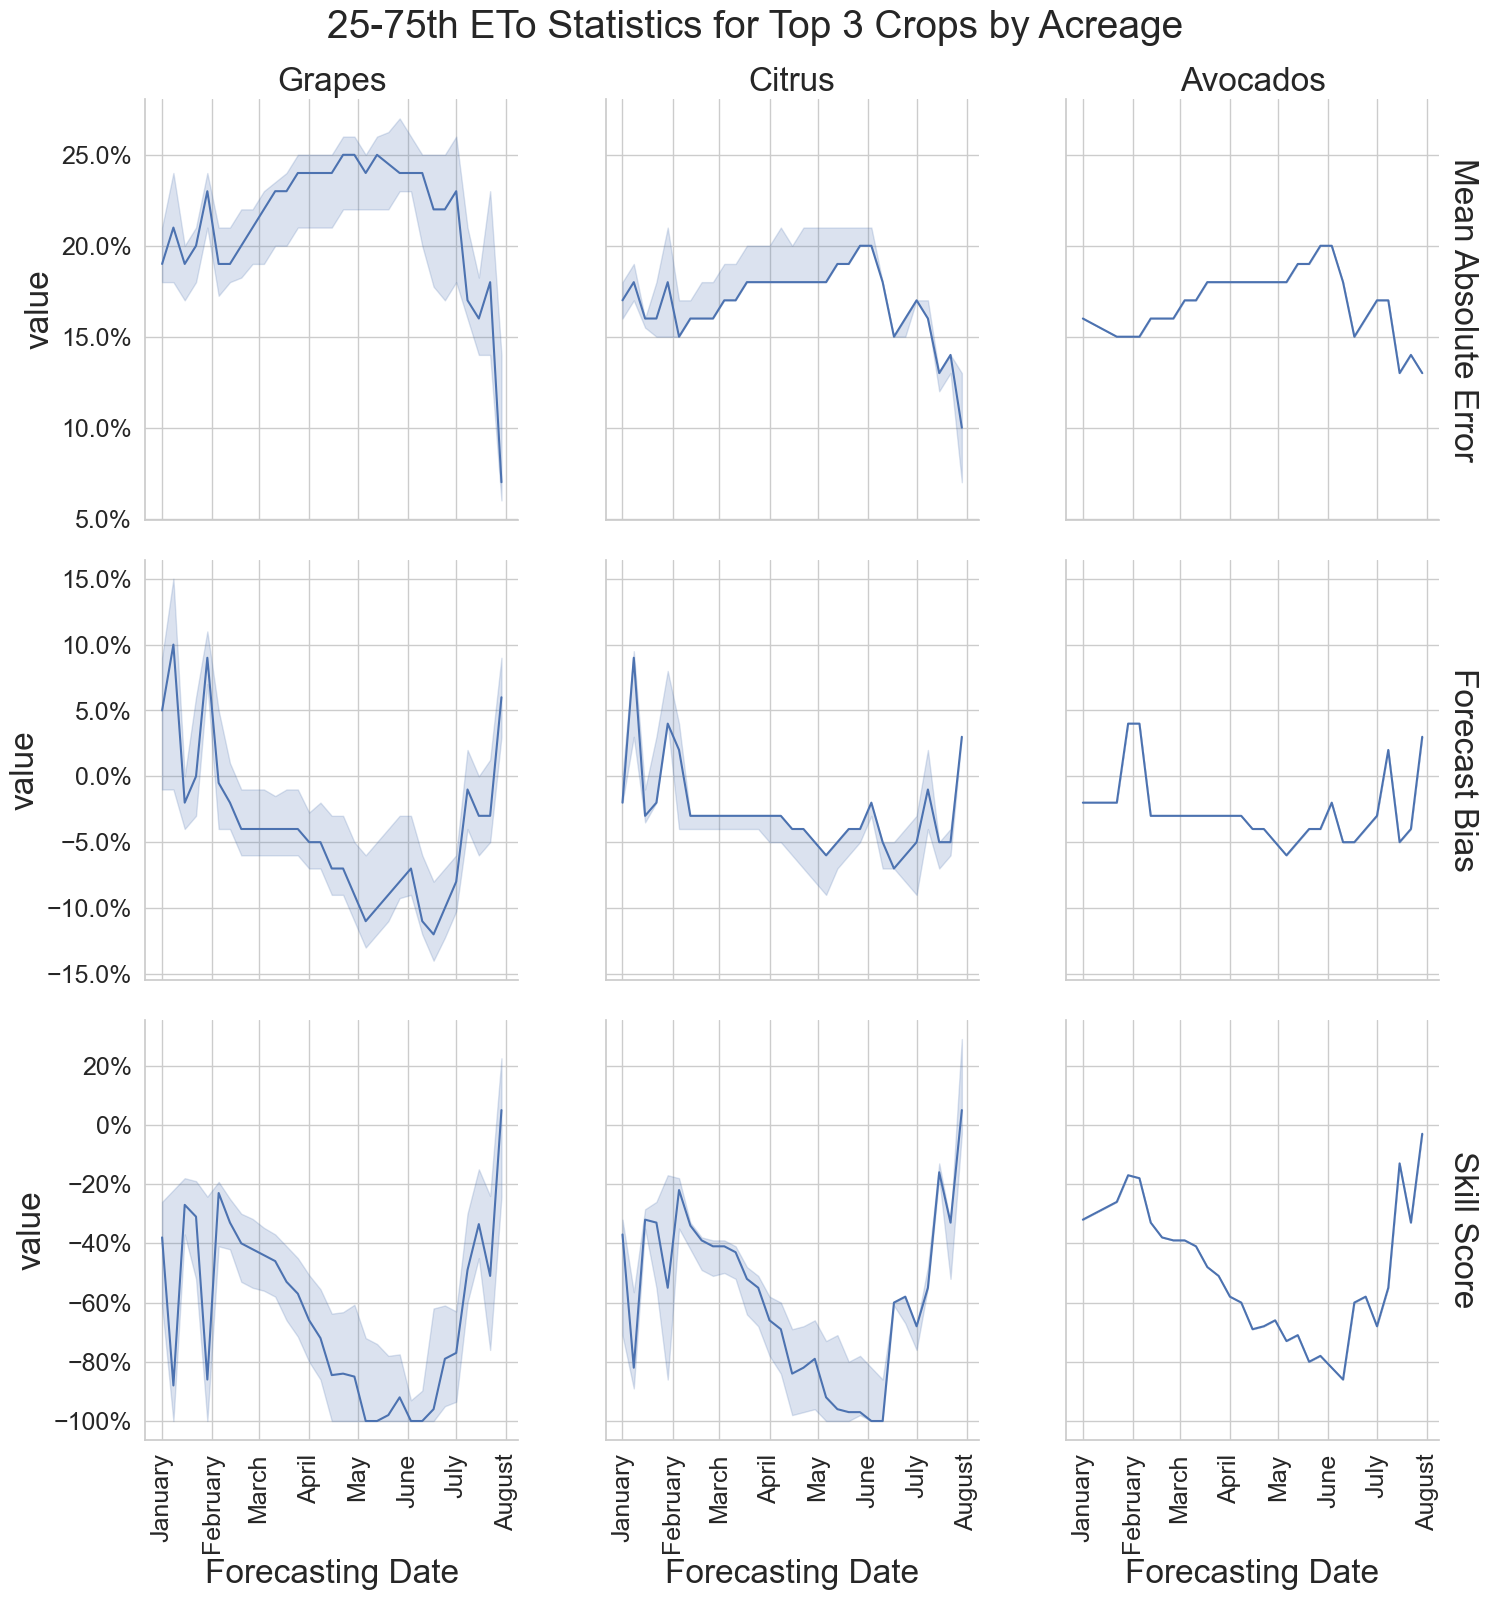 25-75th ETo Statistics for Top 3 Crops by Acreage
Grapes
Citrus
Avocados
25.0%
20.0%
15.0%
10.0%
5.0%
value
Mean Absolute Error
15.0%
10.0%
5.0%
0.0%
−5.0%
−10.0%
−15.0%
value
Forecast Bias
20%
0%
−20%
−40%
−60%
−80%
−100%
value
Skill Score
January
February
March
April
May
June
July
August
January
February
March
April
May
June
July
August
January
February
March
April
May
June
July
August
Forecasting Date
Forecasting Date
Forecasting Date